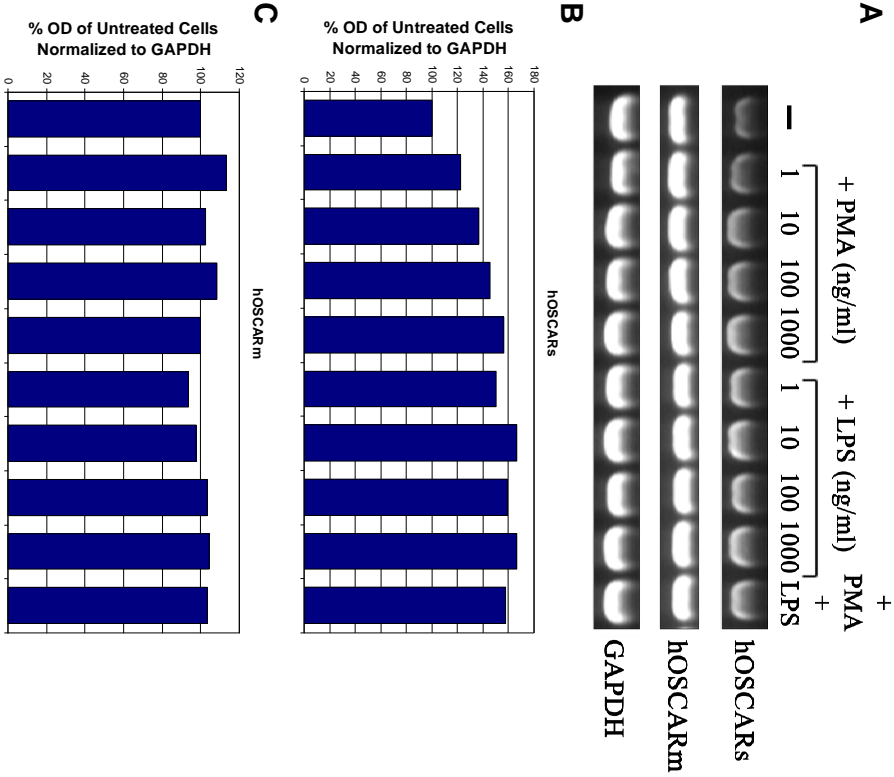 A
+
+ PMA (ng/ml) + LPS (ng/ml) PMA
+
– 1 10 100 1000 1 10 100 1000 LPS
hOSCARs
hOSCARm
GAPDH
B
hOSCARs
% OD of Untreated Cells
Normalized to GAPDH
180
160
140
120
100
80
60
40
20
0
C
hOSCARm
% OD of Untreated Cells
Normalized to GAPDH
120
100
80
60
40
20
0